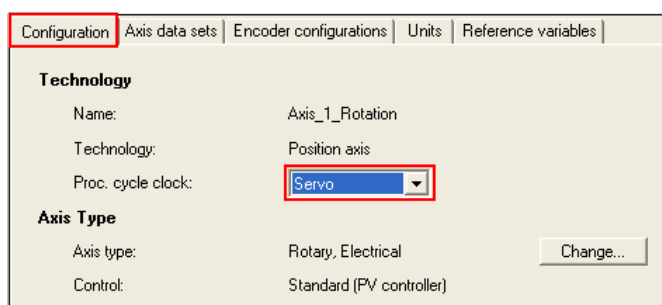 Configuration Axis data sets Encoder configurations Units Reference variables
Technology
Name: Axis_1_Rotation
Technology: Position axis
Proc. cycle clock: Servo
Axis Type
Axis type: Rotary, Electrical Change...
Control: Standard (PV controller)